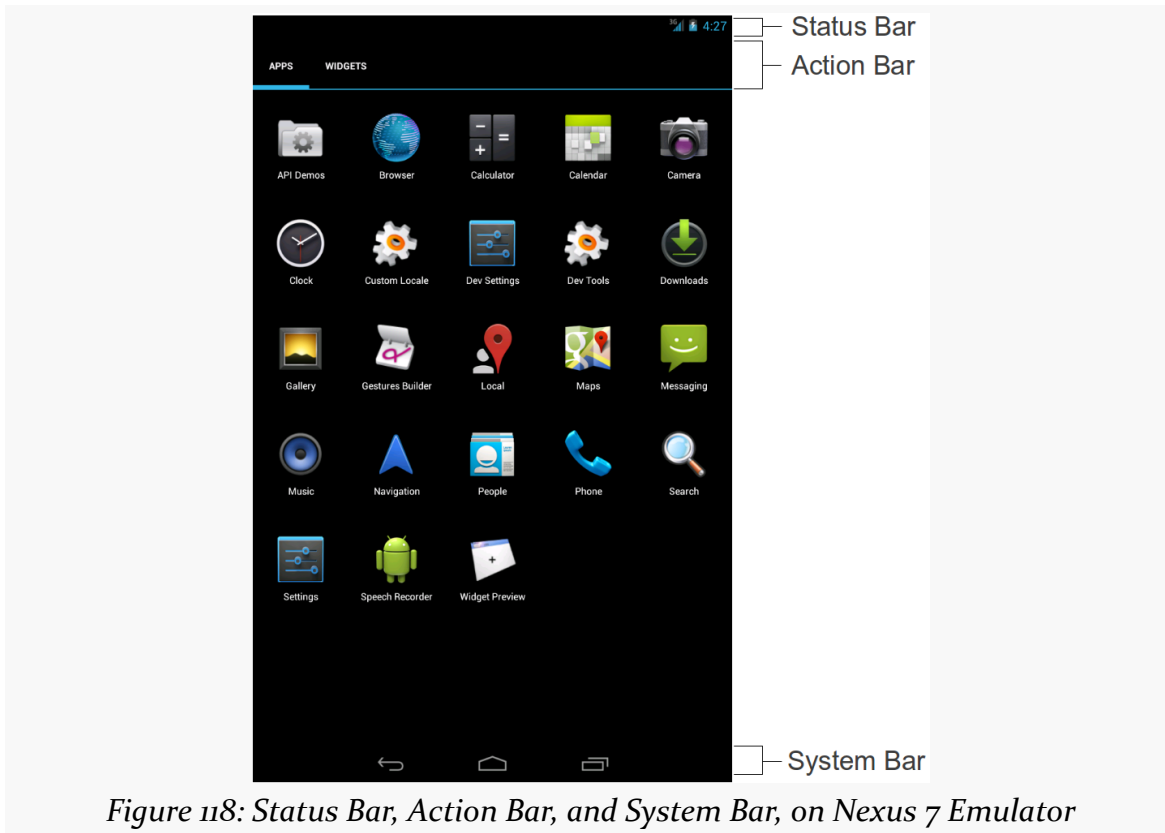 3G 4:27 Status Bar
APPS WIDGETS Action Bar
API Demos Browser Calculator Calendar Camera
Clock Custom Locale Dev Settings Dev Tools Downloads
Gallery Gestures Builder Local Maps Messaging
Music Navigation People Phone Search
Settings Speech Recorder Widget Preview
System Bar
Figure 118: Status Bar, Action Bar, and System Bar, on Nexus 7 Emulator